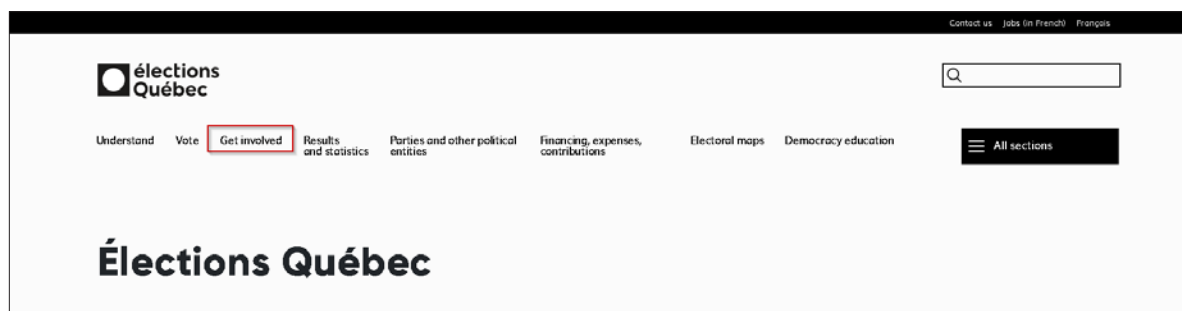 Contact us Jobs (in French) Français
élections
Québec
Understand Vote Get involved Results and statistics Parties and other political entities Financing, expenses, contributions Electoral maps Democracy education All sections
Élections Québec